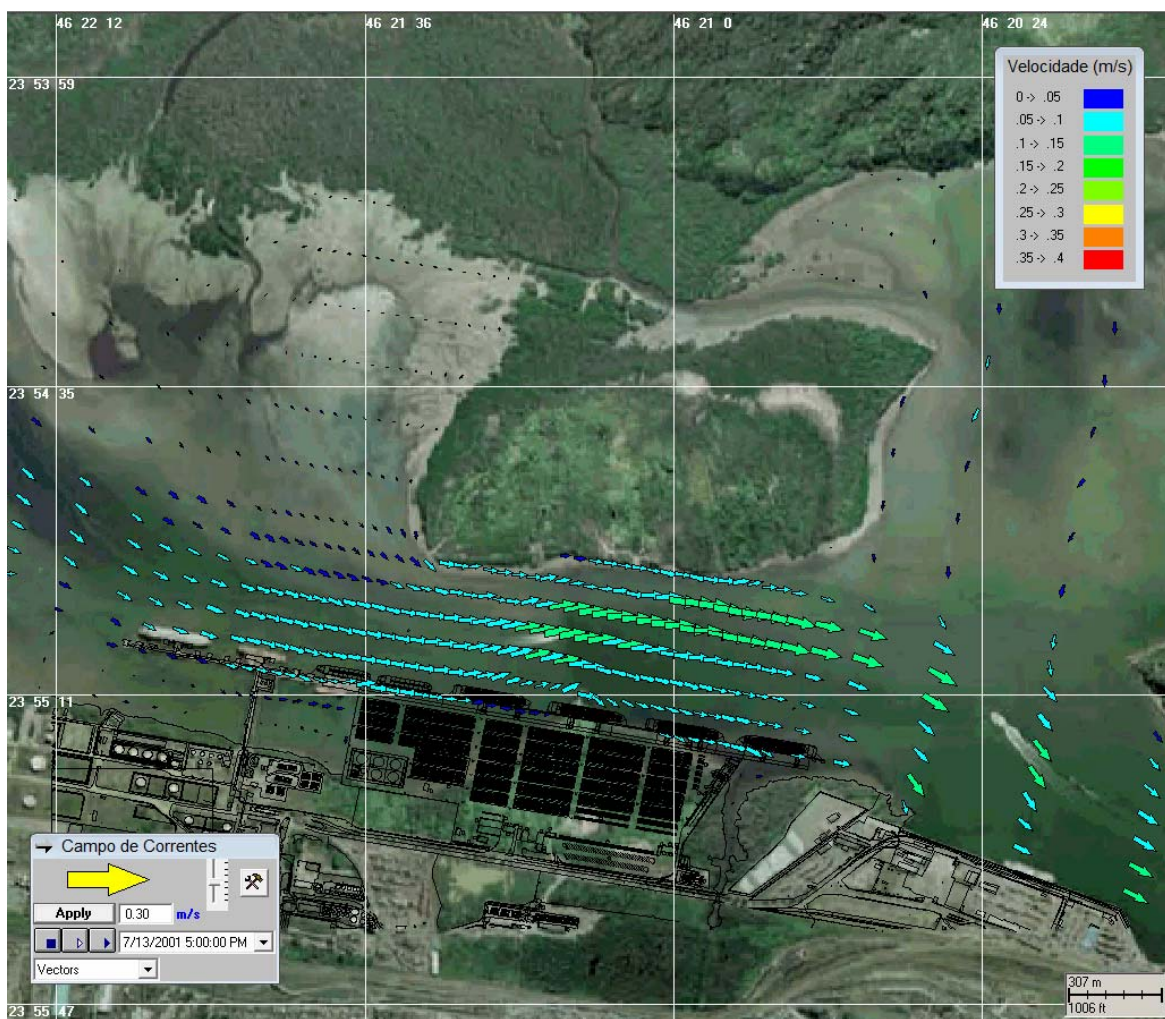 46 22 12
46 21 36
46 21 0
46 20 24
23 53 59
Velocidade (m/s)
0 -> .05
.05 -> .1
.1 -> .15
.15 -> .2
.2 -> .25
.25 -> .3
.3 -> .35
.35 -> .4
23 54 35
23 55 11
Campo de Correntes
Apply 0.30 m/s
7/13/2001 5:00:00 PM
Vectors
307 m
1006 ft
23 55 47